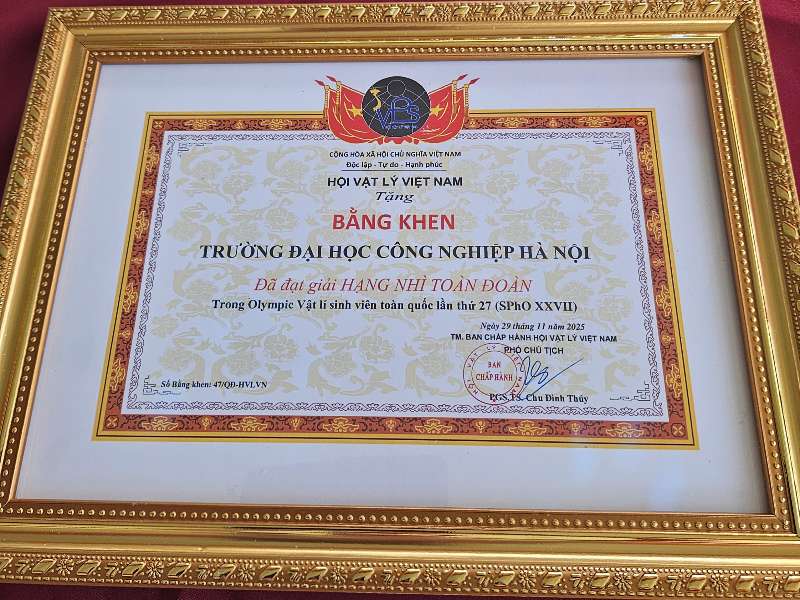 VPS
CỘNG HÒA XÃ HỘI CHỦ NGHĨA VIỆT NAM
Độc lập - Tự do - Hạnh phúc
HỘI VẬT LÝ VIỆT NAM
Tặng
BẰNG KHEN
TRƯỜNG ĐẠI HỌC CÔNG NGHIỆP HÀ NỘI
Đã đạt giải HẠNG NHÌ TOÀN ĐOÀN
Trong Olympic Vật lí sinh viên toàn quốc lần thứ 27 (SPhO XXVII)
Ngày 29 tháng 11 năm 2025
TM. BAN CHẤP HÀNH HỘI VẬT LÝ VIỆT NAM
PHÓ CHỦ TỊCH
BAN
CHẤP HÀNH
Số Bằng khen: 47/QĐ-HVLVN
PGS.TS. Chu Đình Thúy